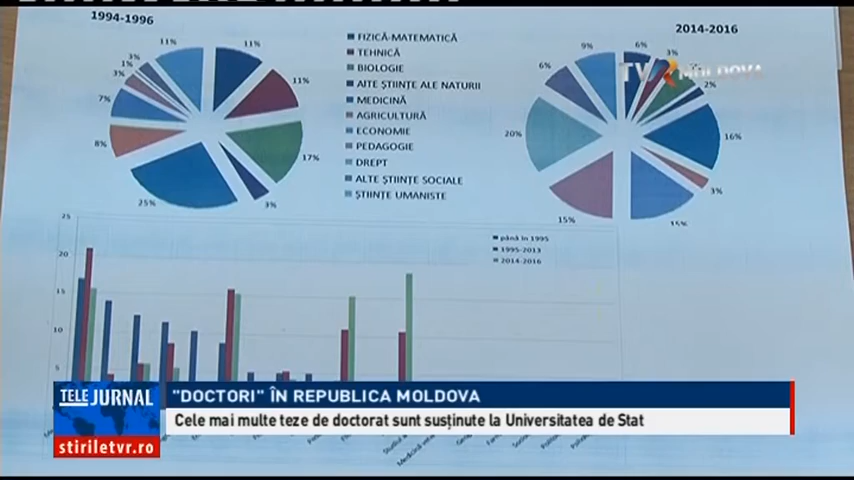 1994-1996
2014-2016
11%
11%
11%
17%
3%
25%
8%
7%
3%
1%
3%
FIZICĂ-MATEMATICĂ
TEHNICĂ
BIOLOGIE
ALTE ȘTIINȚE ALE NATURII
MEDICINĂ
AGRICULTURĂ
ECONOMIE
PEDAGOGIE
DREPT
ALTE ȘTIINȚE SOCIALE
ȘTIINȚE UMANISTE
TVR MOLDOVA
9%
6%
3%
2%
16%
3%
15%
15%
20%
6%
25
20
15
10
5
până în 1995
1995-2013
2014-2016
TELE JURNAL
stiriletvr.ro
"DOCTORI" ÎN REPUBLICA MOLDOVA
Cele mai multe teze de doctorat sunt susținute la Universitatea de Stat